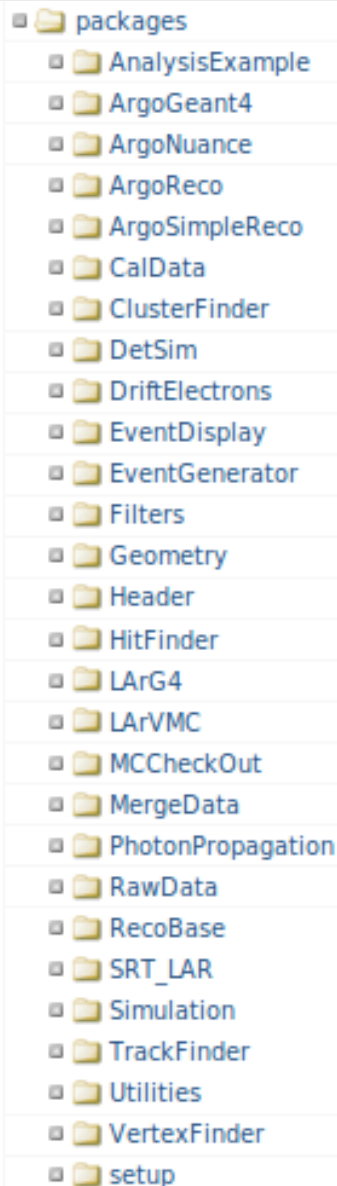 packages
AnalysisExample
ArgoGeant4
ArgoNuance
ArgoReco
ArgoSimpleReco
CalData
ClusterFinder
DetSim
DriftElectrons
EventDisplay
EventGenerator
Filters
Geometry
Header
HitFinder
LArG4
LArVMC
MCCheckOut
MergeData
PhotonPropagation
RawData
RecoBase
SRT_LAR
Simulation
TrackFinder
Utilities
VertexFinder
setup